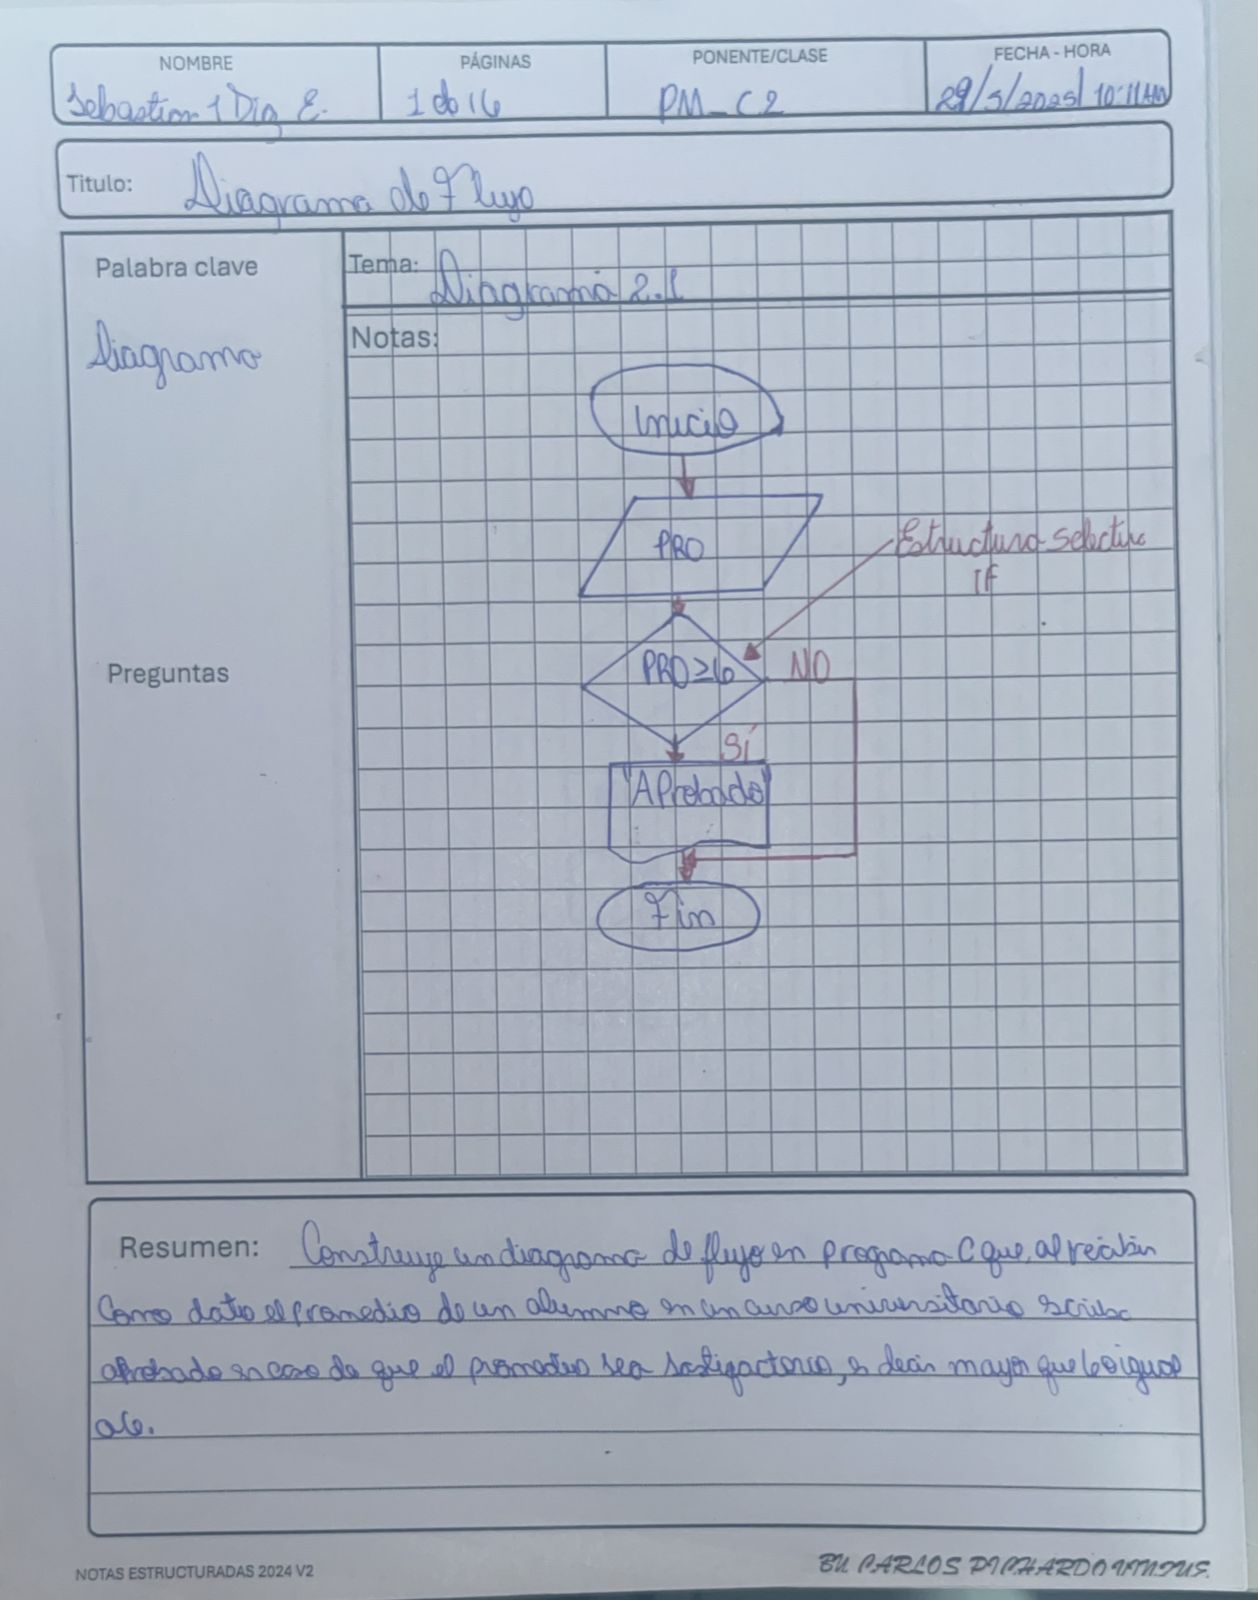 NOMBRE
PÁGINAS
PONENTE/CLASE
FECHA - HORA
Sebastian E.
1 de 16
PM_C2
29/5/2025/ 10:11AM
Titulo: Diagrama de Flujo
Palabra clave
Tema: Diagrama 2.1
Diagrama
Notas:
Inicio
PRO
Estructura selectiva
IF
Preguntas
PRO≥6
NO
SÍ
"AProbado"
Fin
Resumen: Construye un diagrama de flujo en programa C que, al recibir
como dato el promedio de un alumno en un curso universitario escriba
aprobado en caso de que el promedio sea satisfactorio, es decir mayor que 6 o igual
a 6.
NOTAS ESTRUCTURADAS 2024 V2
BY. CARLOS PICHARDO